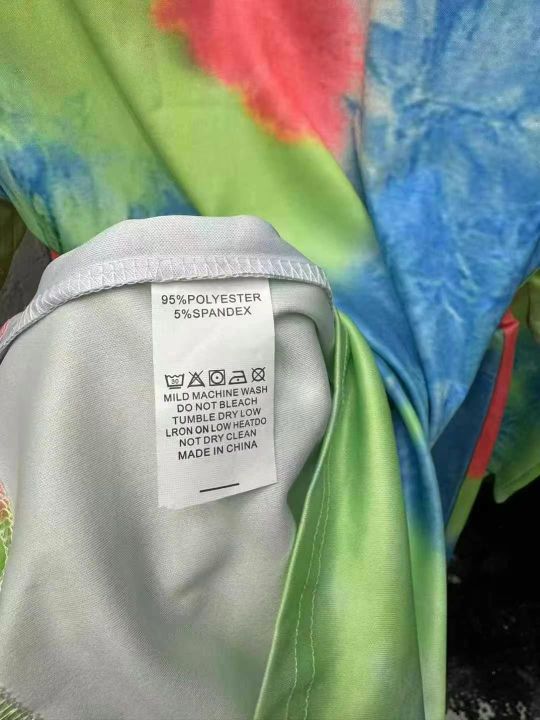 95%POLYESTER
5%SPANDEX
30
MILD MACHINE WASH
DO NOT BLEACH
TUMBLE DRY LOW
LRON ON LOW HEATDO
NOT DRY CLEAN
MADE IN CHINA